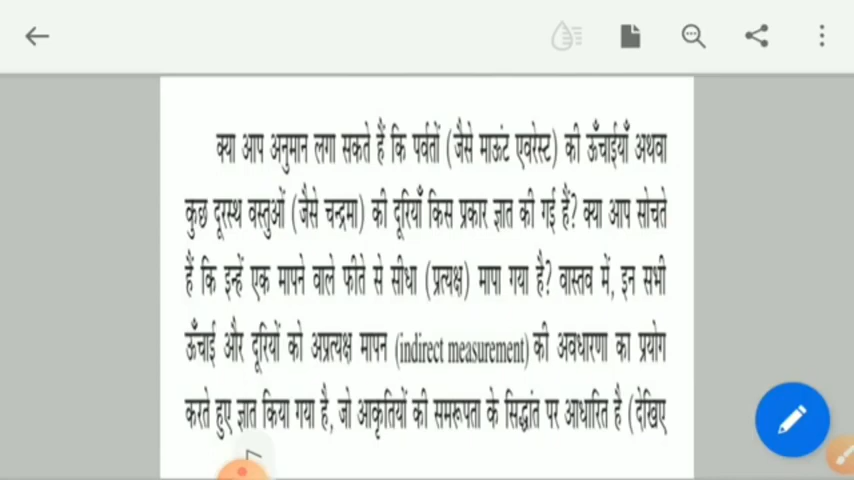 क्या आप अनुमान लगा सकते हैं कि पर्वतों (जैसे माऊंट एवरेस्ट) की ऊँचाईयाँ अथवा
कुछ दूरस्थ वस्तुओं (जैसे चन्द्रमा) की दूरियाँ किस प्रकार ज्ञात की गई हैं? क्या आप सोचते
हैं कि इन्हें एक मापने वाले फीते से सीधा (प्रत्यक्ष) मापा गया है? वास्तव में, इन सभी
ऊँचाई और दूरियों को अप्रत्यक्ष मापन (indirect measurement) की अवधारणा का प्रयोग
करते हुए ज्ञात किया गया है, जो आकृतियों की समरूपता के सिद्धांत पर आधारित है (देखिए